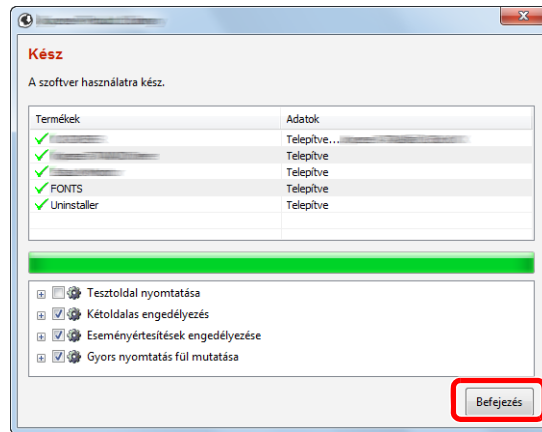 Kész
A szoftver használatra kész.
Termékek Adatok
Telepítve...
Telepítve
Telepítve
FONTS Telepítve
Uninstaller Telepítve
Tesztoldal nyomtatása
Kétoldalas engedélyezés
Eseményértesítések engedélyezése
Gyors nyomtatás fül mutatása
Befejezés